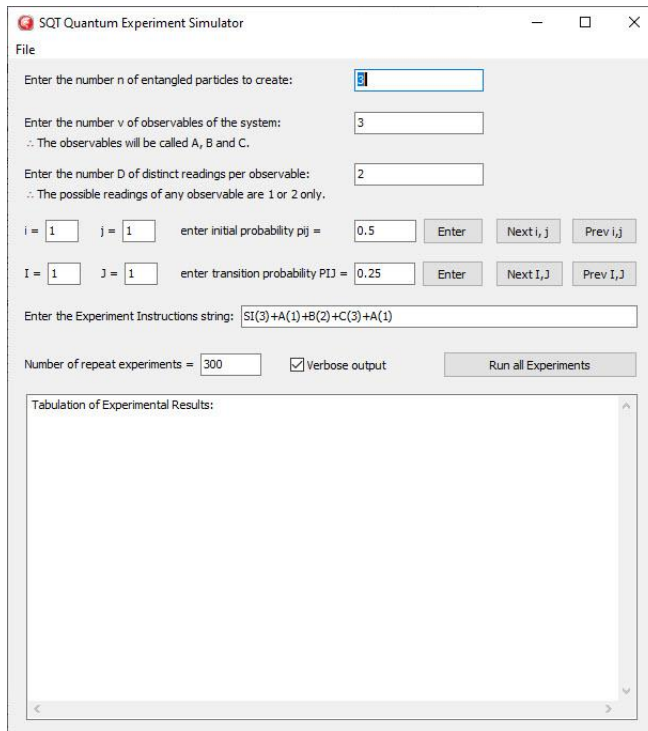 SQT Quantum Experiment Simulator
File
Enter the number n of entangled particles to create: 3
Enter the number v of observables of the system: 3
∴ The observables will be called A, B and C.
Enter the number D of distinct readings per observable: 2
∴ The possible readings of any observable are 1 or 2 only.
i = 1 j = 1 enter initial probability pij = 0.5 Enter Next i, j Prev i,j
I = 1 J = 1 enter transition probability PIJ = 0.25 Enter Next I,J Prev I,J
Enter the Experiment Instructions string: SI(3)+A(1)+B(2)+C(3)+A(1)
Number of repeat experiments = 300 Verbose output Run all Experiments
Tabulation of Experimental Results: